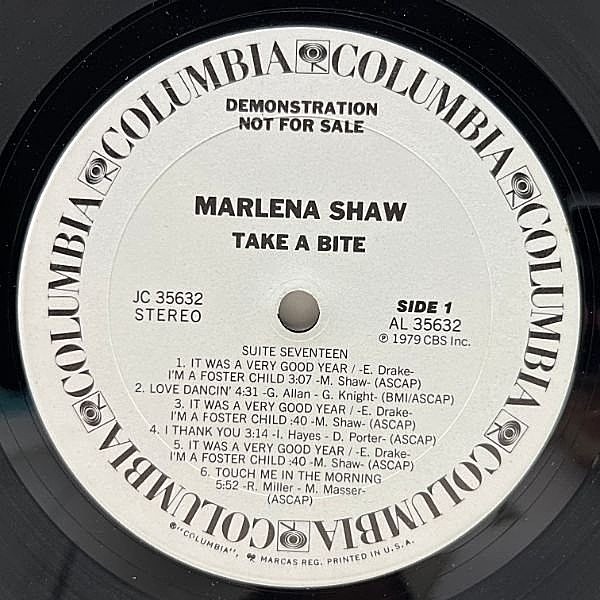 COLUMBIA COLUMBIA COLUMBIA COLUMBIA COLUMBIA COLUMBIA
DEMONSTRATION
NOT FOR SALE
MARLENA SHAW
TAKE A BITE
JC 35632
STEREO
SIDE 1
AL 35632
℗ 1979 CBS Inc.
SUITE SEVENTEEN
1. IT WAS A VERY GOOD YEAR / -E. Drake-
I'M A FOSTER CHILD 3:07 -M. Shaw- (ASCAP)
2. LOVE DANCIN' 4:31 -G. Allan - G. Knight- (BMI/ASCAP)
3. IT WAS A VERY GOOD YEAR / -E. Drake-
I'M A FOSTER CHILD :40 -M. Shaw- (ASCAP)
4. I THANK YOU 3:14 -I. Hayes - D. Porter- (ASCAP)
5. IT WAS A VERY GOOD YEAR / -E. Drake-
I'M A FOSTER CHILD :40 -M. Shaw- (ASCAP)
6. TOUCH ME IN THE MORNING
5:52 -R. Miller - M. Masser-
(ASCAP)
® "COLUMBIA", MARCAS REG. PRINTED IN U.S.A.